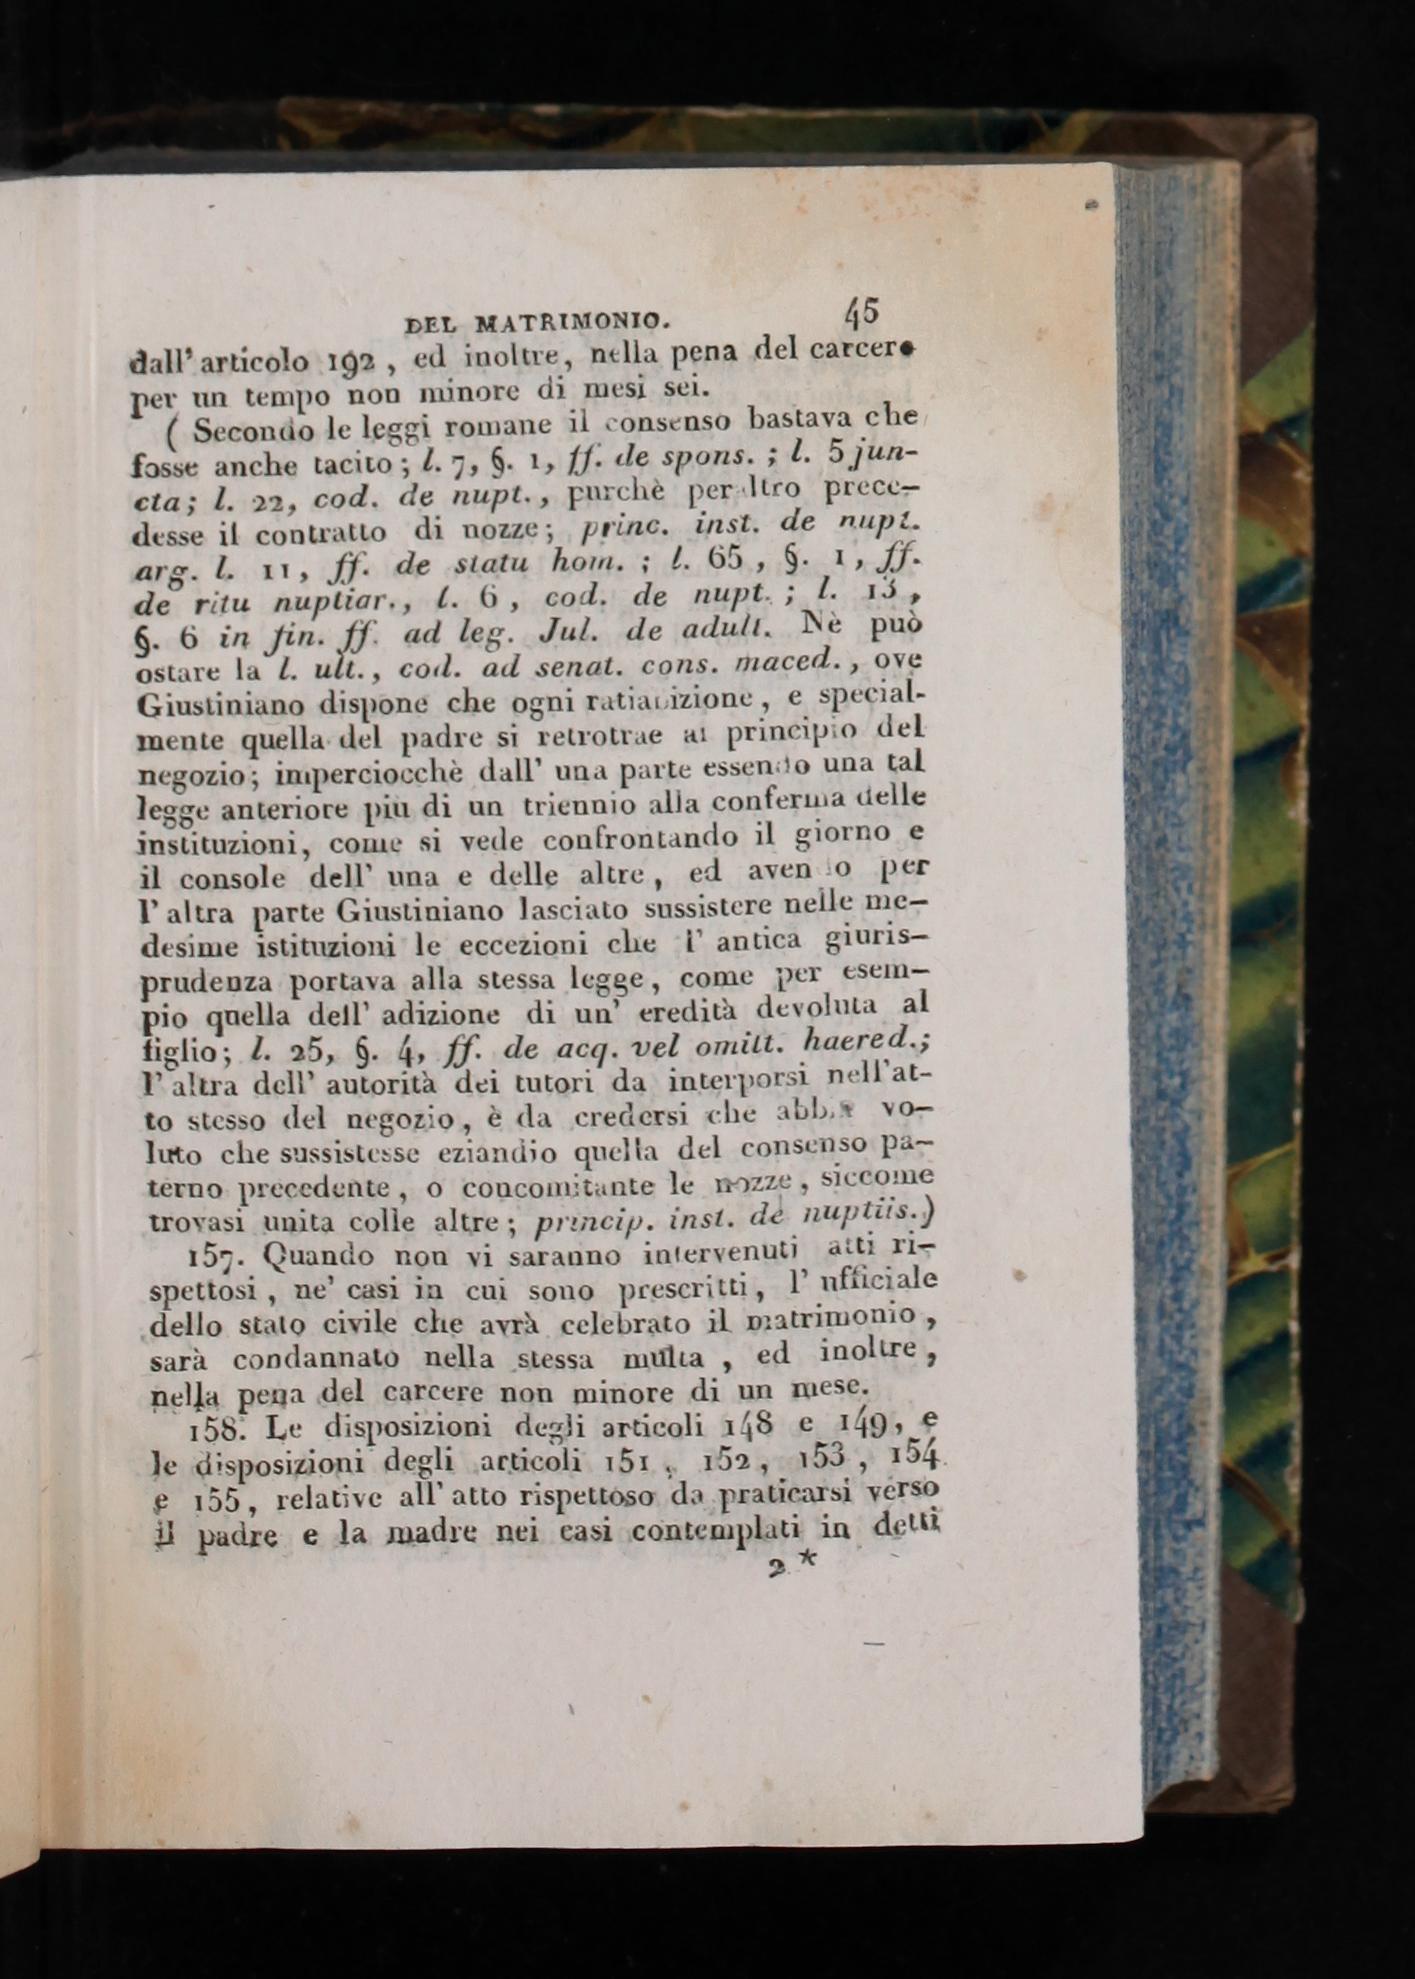 DEL MATRIMONIO. 45
dall' articolo 192 , ed inoltre, nella pena del carcere
per un tempo non minore di mesi sei.
( Secondo le leggi romane il consenso bastava che
fosse anche tacito ; l. 7, §. 1, ff. de spons. ; l. 5 jun-
cta; l. 22, cod. de nupt., purchè per altro prece-
desse il contratto di nozze; princ. inst. de nupt.
arg. l. 11, ff. de statu hom. ; l. 65 , §. 1 , ff.
de ritu nuptiar., l. 6 , cod. de nupt. ; l. 13 ,
§. 6 in fin. ff. ad leg. Jul. de adult. Nè può
ostare la l. ult., cod. ad senat. cons. maced., ove
Giustiniano dispone che ogni ratiabizione, e special-
mente quella del padre si retrotrae al principio del
negozio; imperciocchè dall' una parte essendo una tal
legge anteriore più di un triennio alla conferma delle
instituzioni, come si vede confrontando il giorno e
il console dell' una e delle altre, ed avendo per
l' altra parte Giustiniano lasciato sussistere nelle me-
desime istituzioni le eccezioni che l' antica giuris-
prudenza portava alla stessa legge, come per esem-
pio quella dell' adizione di un' eredità devoluta al
figlio; l. 25, §. 4, ff. de acq. vel omitt. haered.;
l' altra dell' autorità dei tutori da interporsi nell'at-
to stesso del negozio, è da credersi che abbia vo-
luto che sussistesse eziandio quella del consenso pa-
terno precedente, o concomitante le nozze, siccome
trovasi unita colle altre; princip. inst. de nuptiis.)
157. Quando non vi saranno intervenuti atti ri-
spettosi , ne' casi in cui sono prescritti, l' ufficiale
dello stato civile che avrà celebrato il matrimonio ,
sarà condannato nella stessa multa , ed inoltre ,
nella pena del carcere non minore di un mese.
158. Le disposizioni degli articoli 148 e 149, e
le disposizioni degli articoli 151 , 152 , 153 , 154
e 155, relative all' atto rispettoso da praticarsi verso
il padre e la madre nei casi contemplati in detti
2 *